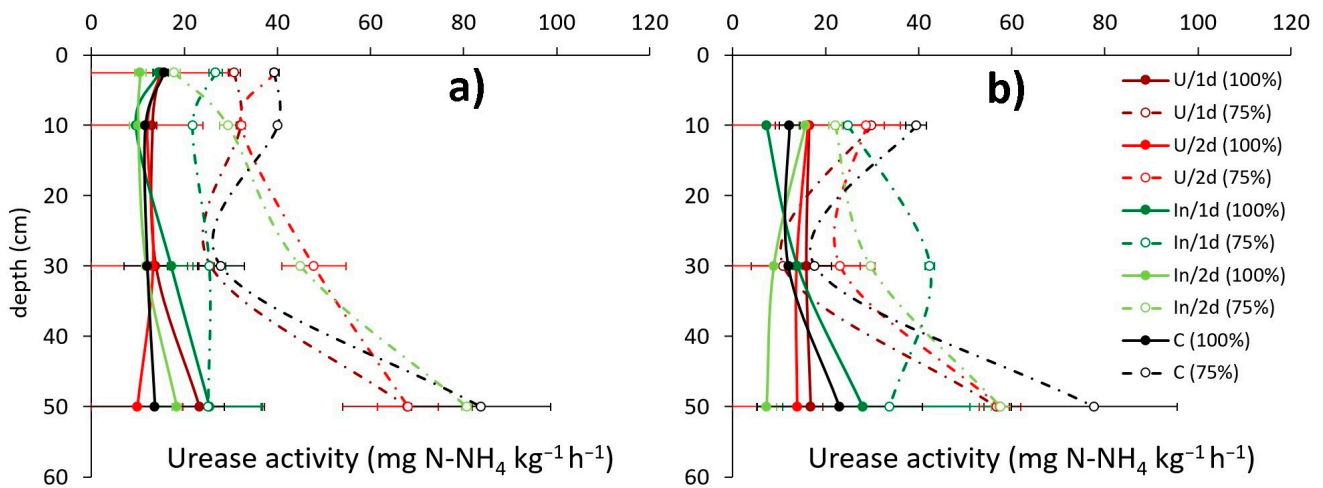 0 20 40 60 80 100 120
0
10
20
30
40
50
60
depth (cm)
a)
Urease activity (mg N-NH₄ kg⁻¹h⁻¹)
0 20 40 60 80 100 120
0
10
20
30
40
50
60
b)
Urease activity (mg N-NH₄ kg⁻¹h⁻¹)
U/1d (100%)
U/1d (75%)
U/2d (100%)
U/2d (75%)
In/1d (100%)
In/1d (75%)
In/2d (100%)
In/2d (75%)
C (100%)
C (75%)